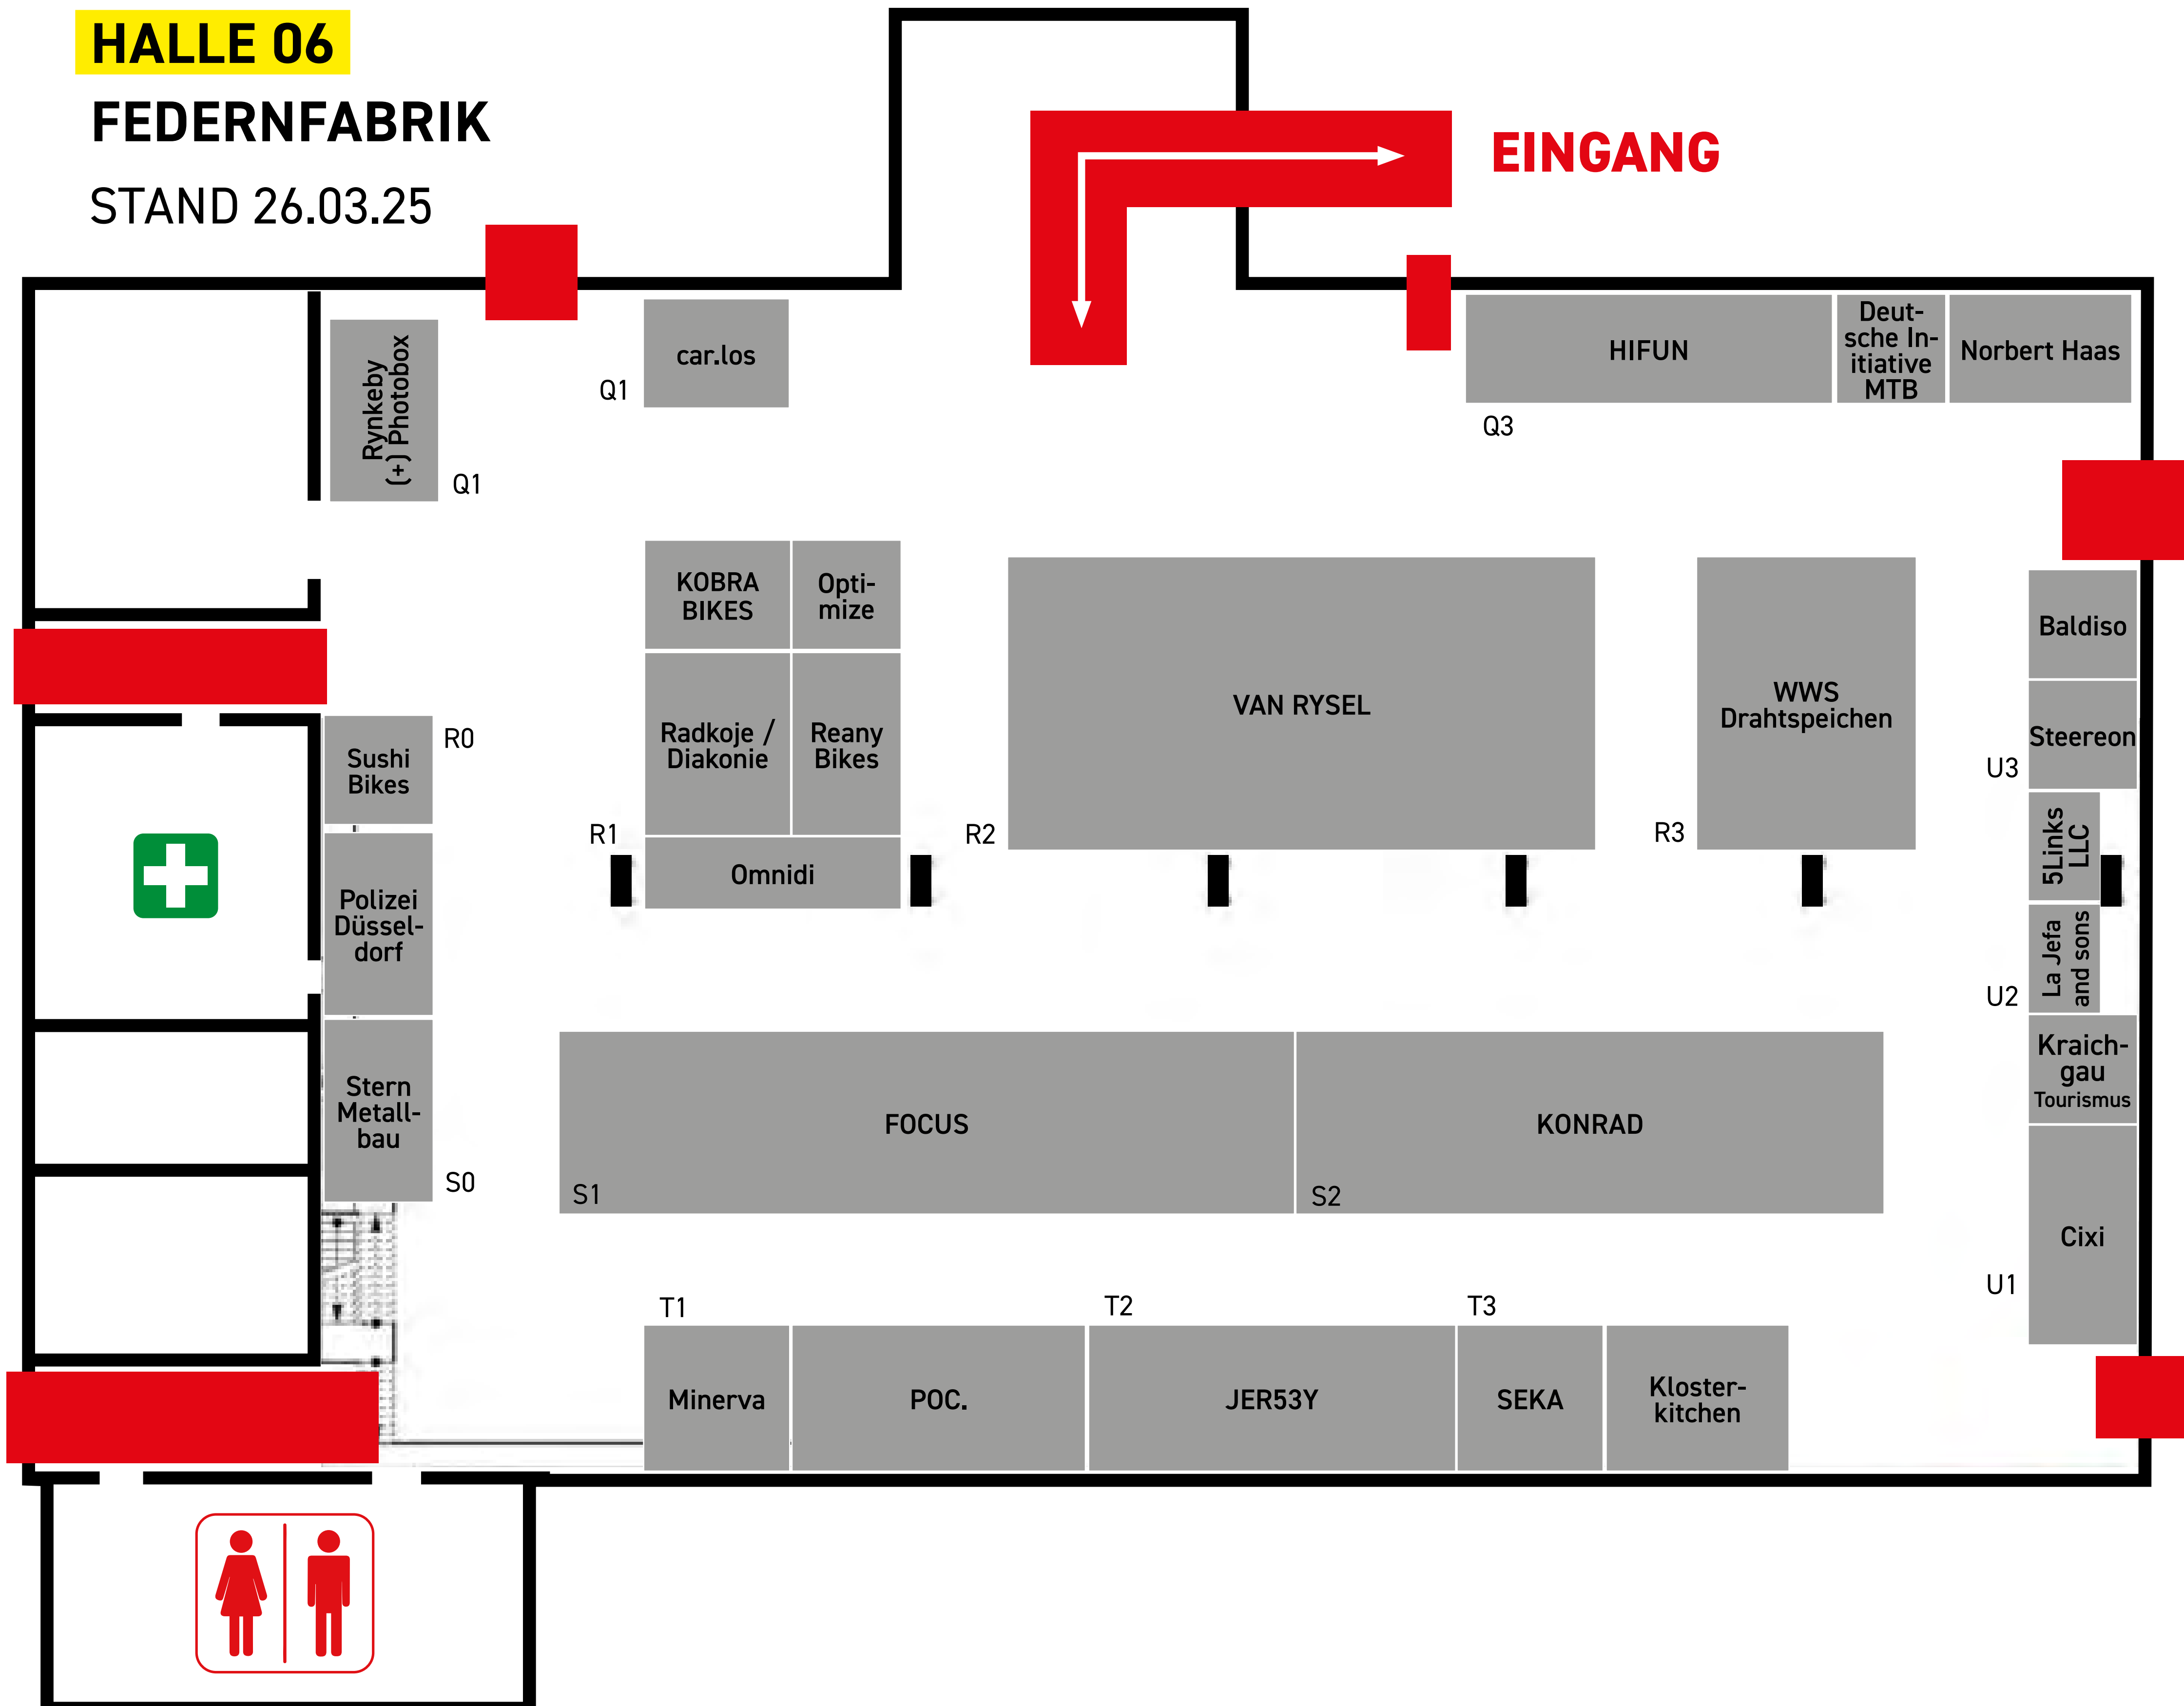 HALLE 06
FEDERNFABRIK
STAND 26.03.25
EINGANG
Rynkeby
(+) Photobox
Q1
car.los
Q1
HIFUN
Q3
Deut-
sche In-
itiative
MTB
Norbert Haas
KOBRA
BIKES
Opti-
mize
Radkoje /
Diakonie
Reany
Bikes
R1
Omnidi
VAN RYSEL
R2
WWS
Drahtspeichen
R3
Baldiso
Steereon
U3
5Links
LLC
La Jefa
and sons
U2
Kraich-
gau
Tourismus
Cixi
U1
Sushi
Bikes
R0
Polizei
Düssel-
dorf
Stern
Metall-
bau
S0
FOCUS
S1
KONRAD
S2
T1
T2
T3
Minerva
POC.
JER53Y
SEKA
Kloster-
kitchen